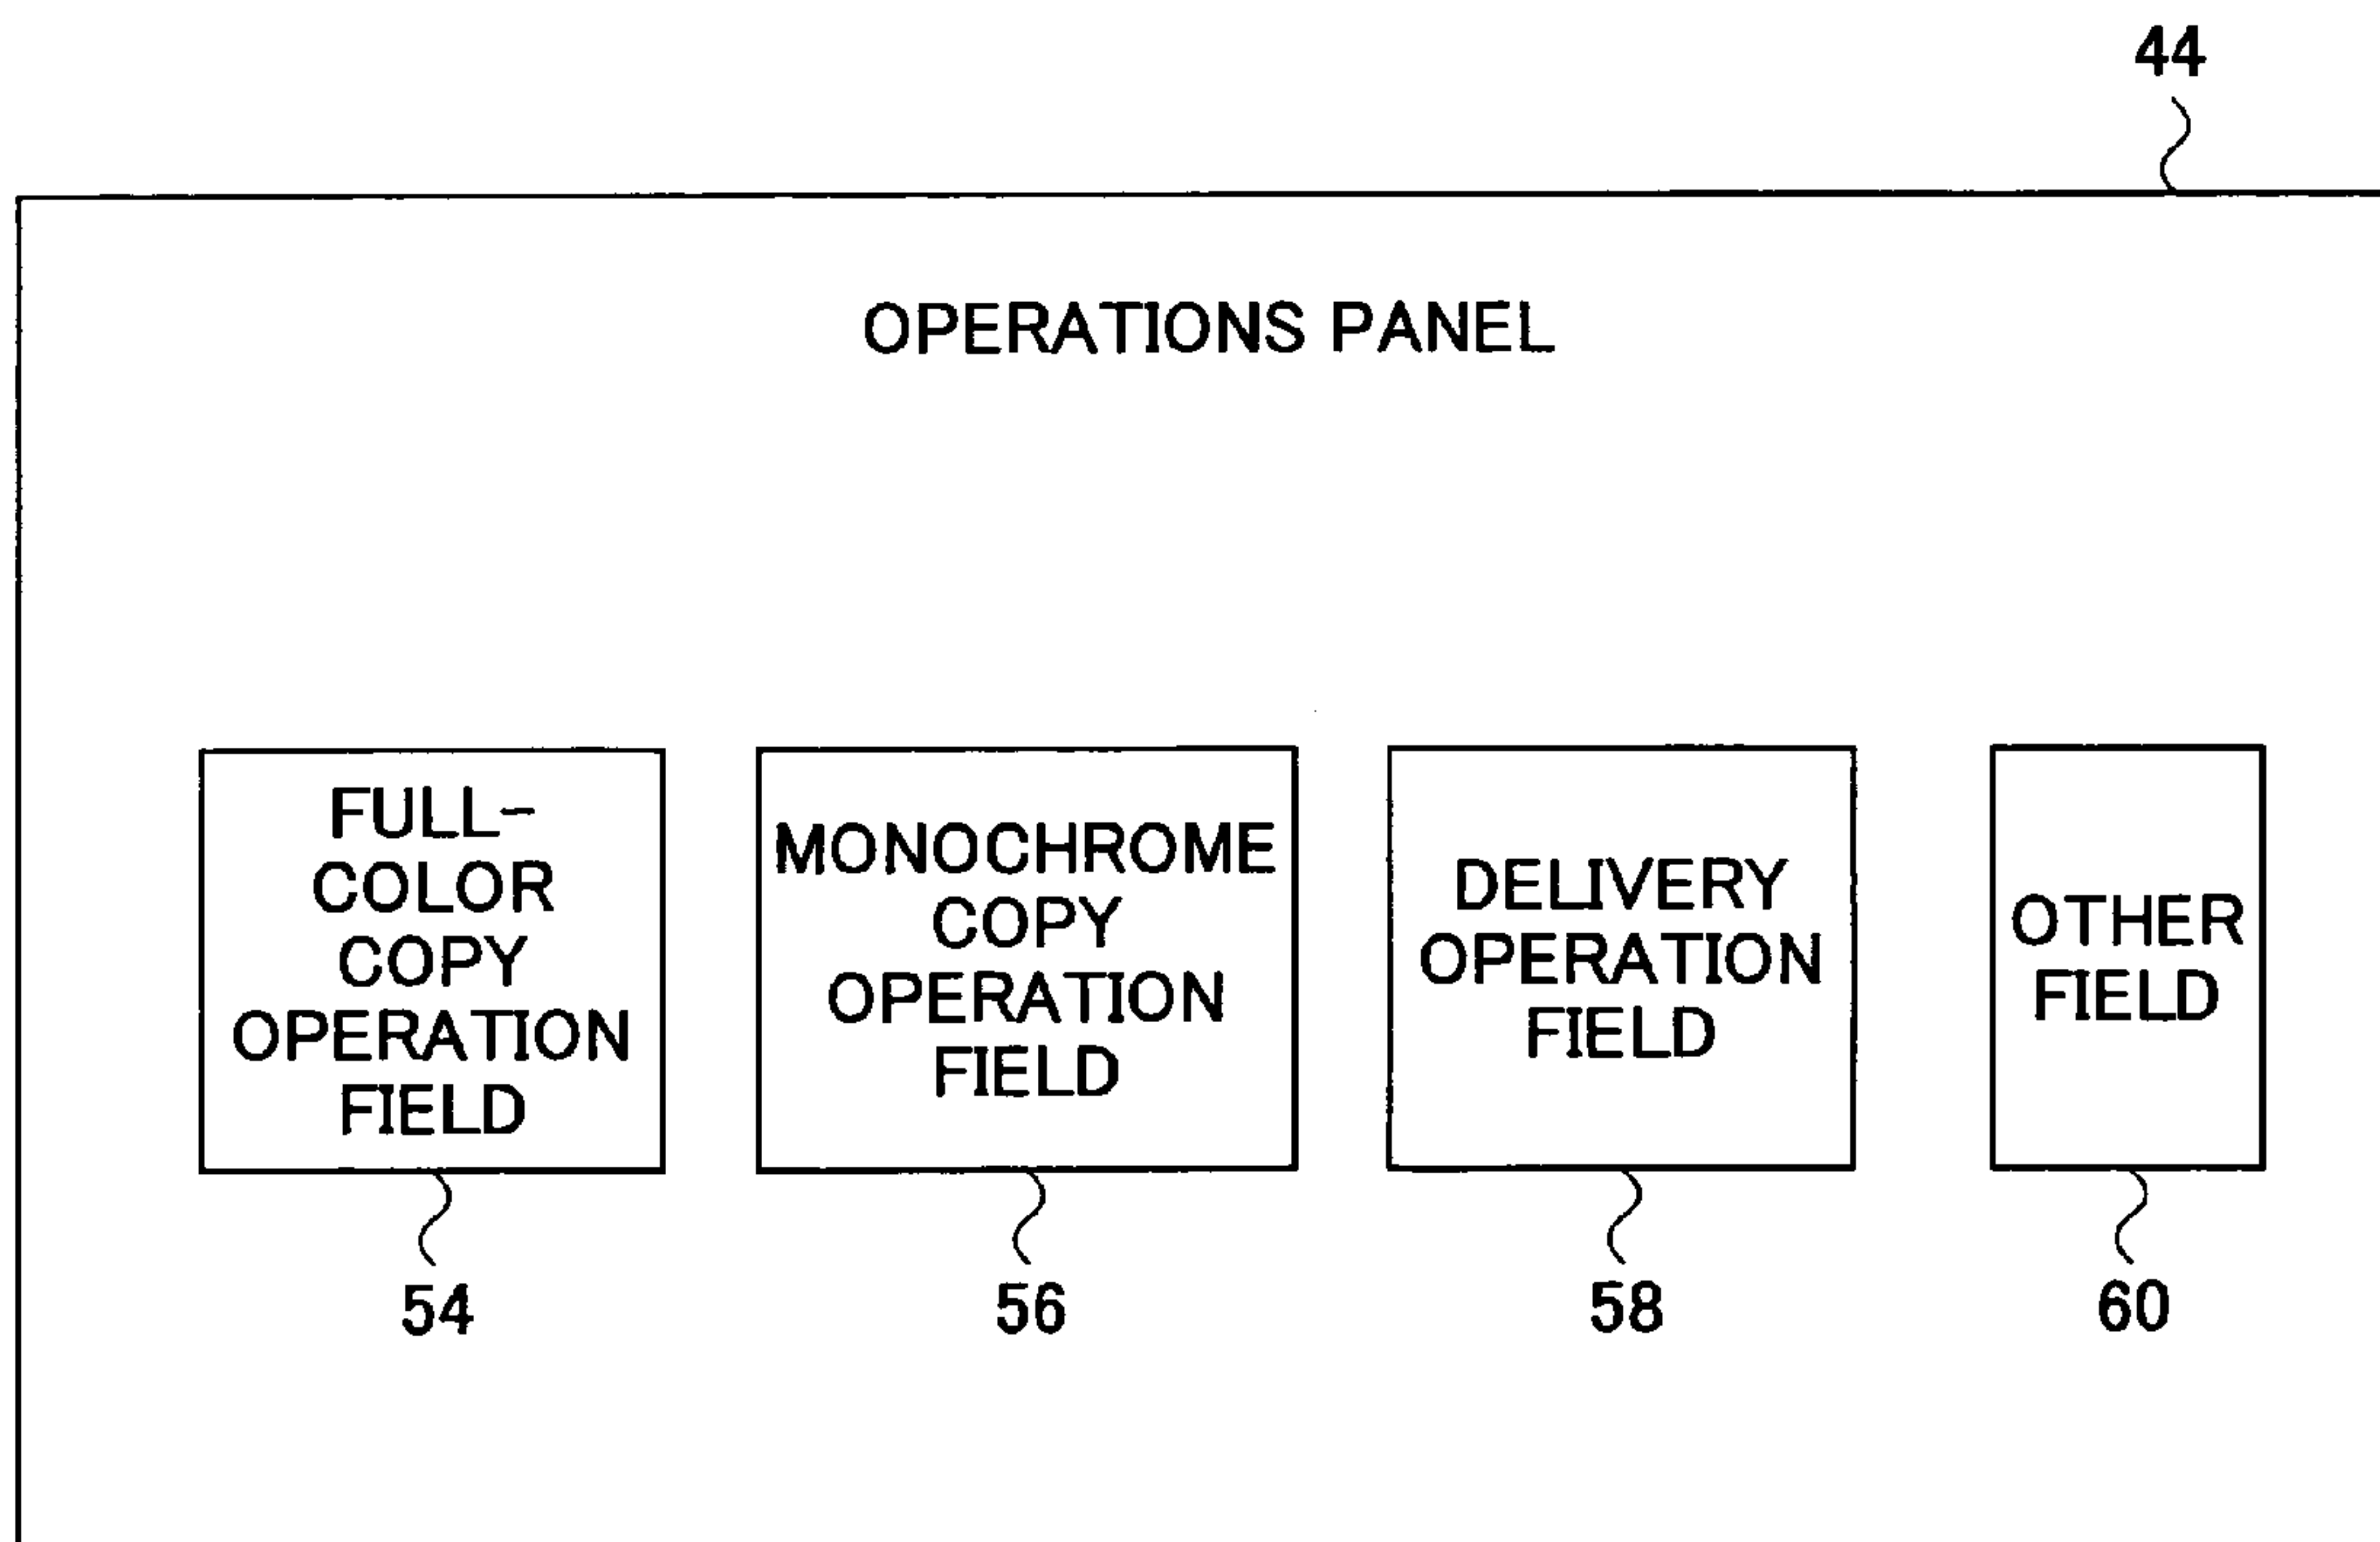 44
OPERATIONS PANEL
FULL-
COLOR
COPY
OPERATION
FIELD
MONOCHROME
COPY
OPERATION
FIELD
DELIVERY
OPERATION
FIELD
OTHER
FIELD
54
56
58
60